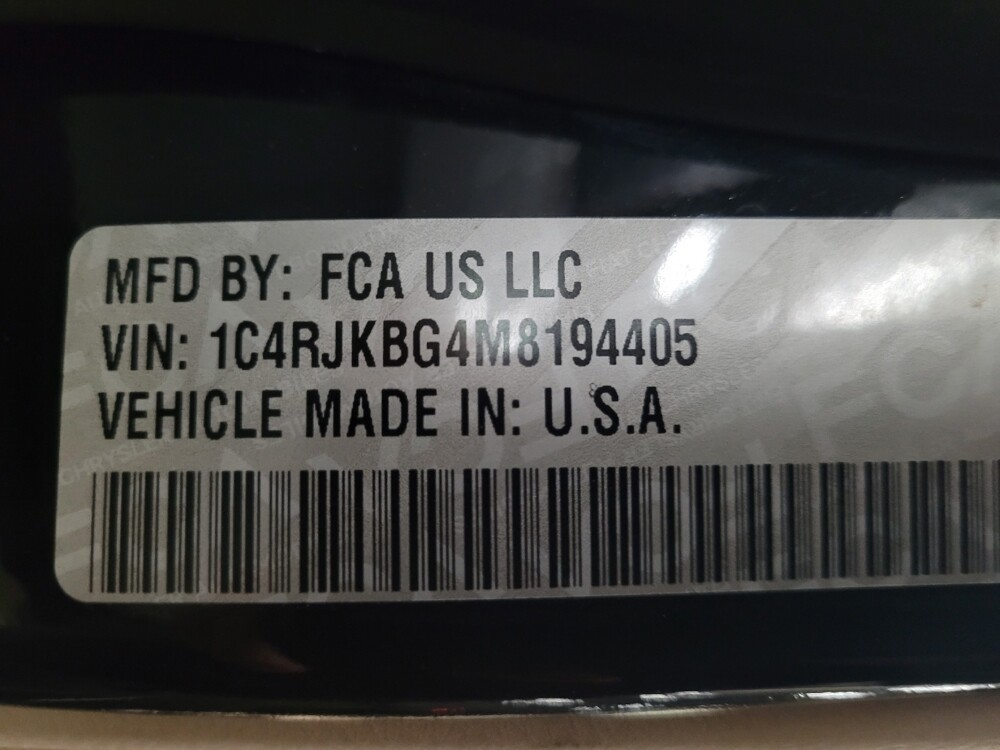 MFD BY: FCA US LLC
VIN: 1C4RJKBG4M8194405
VEHICLE MADE IN: U.S.A.